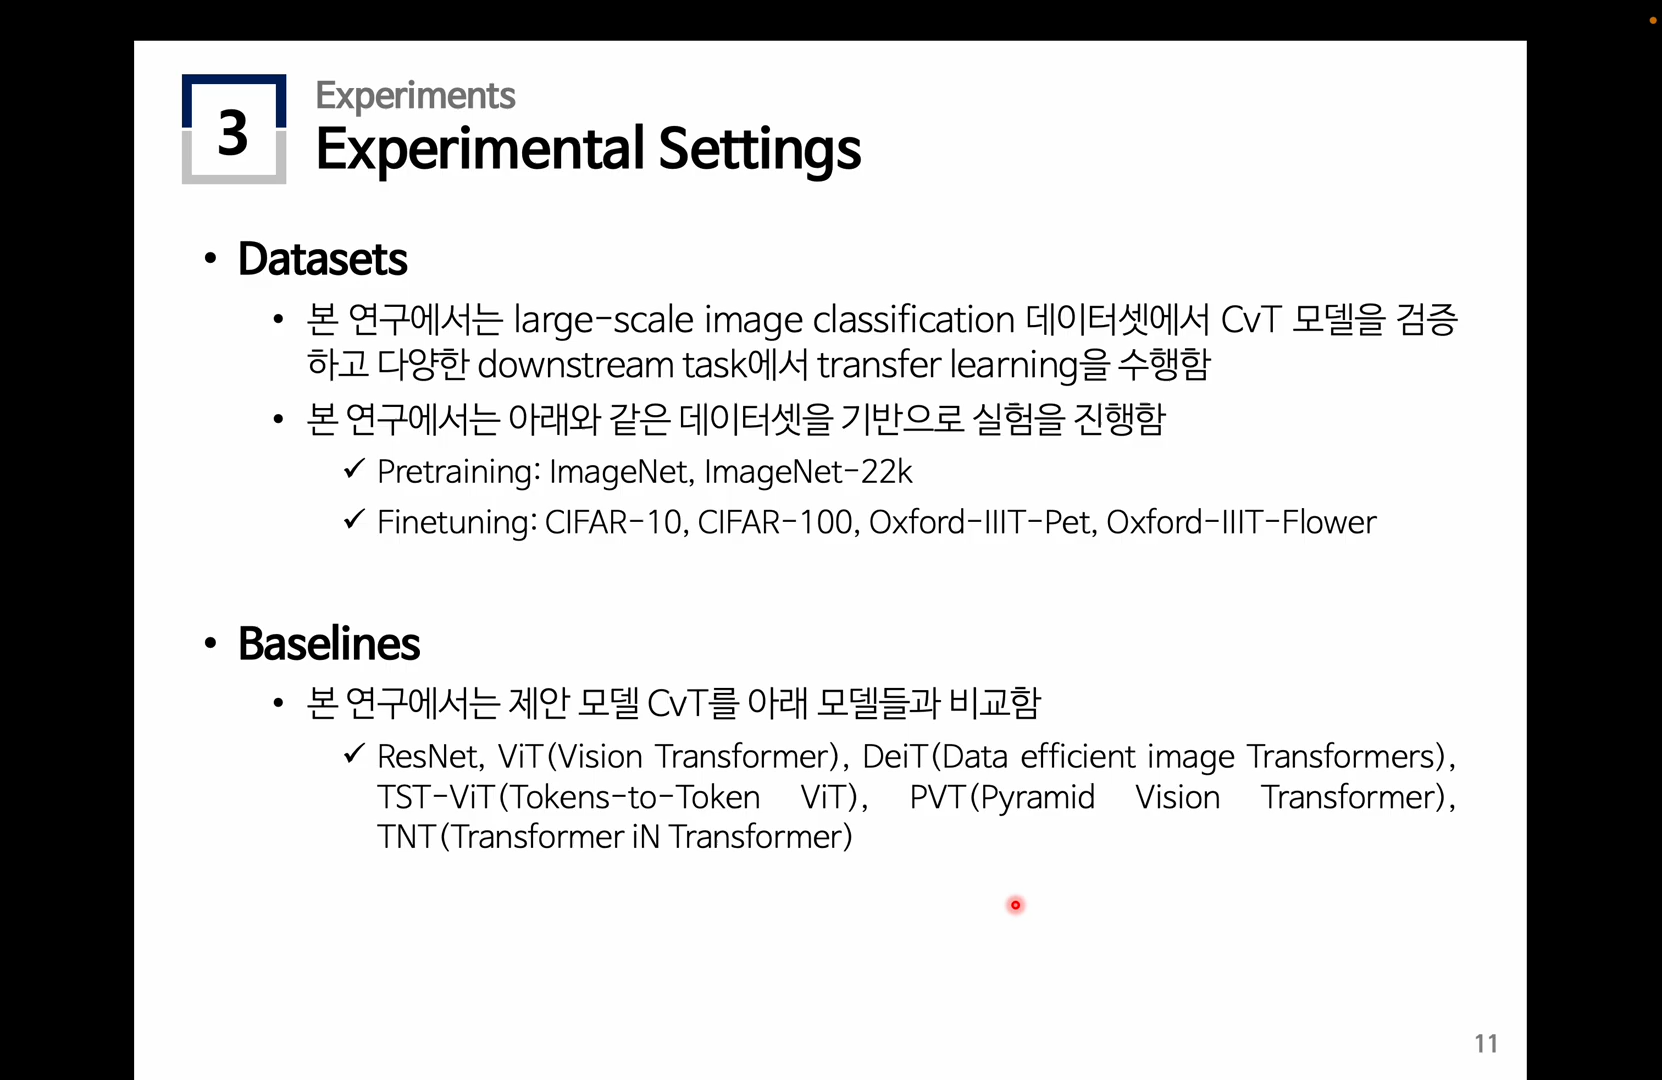 3
Experiments
Experimental Settings
• Datasets
• 본 연구에서는 large-scale image classification 데이터셋에서 CvT 모델을 검증
하고 다양한 downstream task에서 transfer learning을 수행함
• 본 연구에서는 아래와 같은 데이터셋을 기반으로 실험을 진행함
✓ Pretraining: ImageNet, ImageNet-22k
✓ Finetuning: CIFAR-10, CIFAR-100, Oxford-IIIT-Pet, Oxford-IIIT-Flower
• Baselines
• 본 연구에서는 제안 모델 CvT를 아래 모델들과 비교함
✓ ResNet, ViT(Vision Transformer), DeiT(Data efficient image Transformers),
TST-ViT(Tokens-to-Token ViT), PVT(Pyramid Vision Transformer),
TNT(Transformer iN Transformer)
11